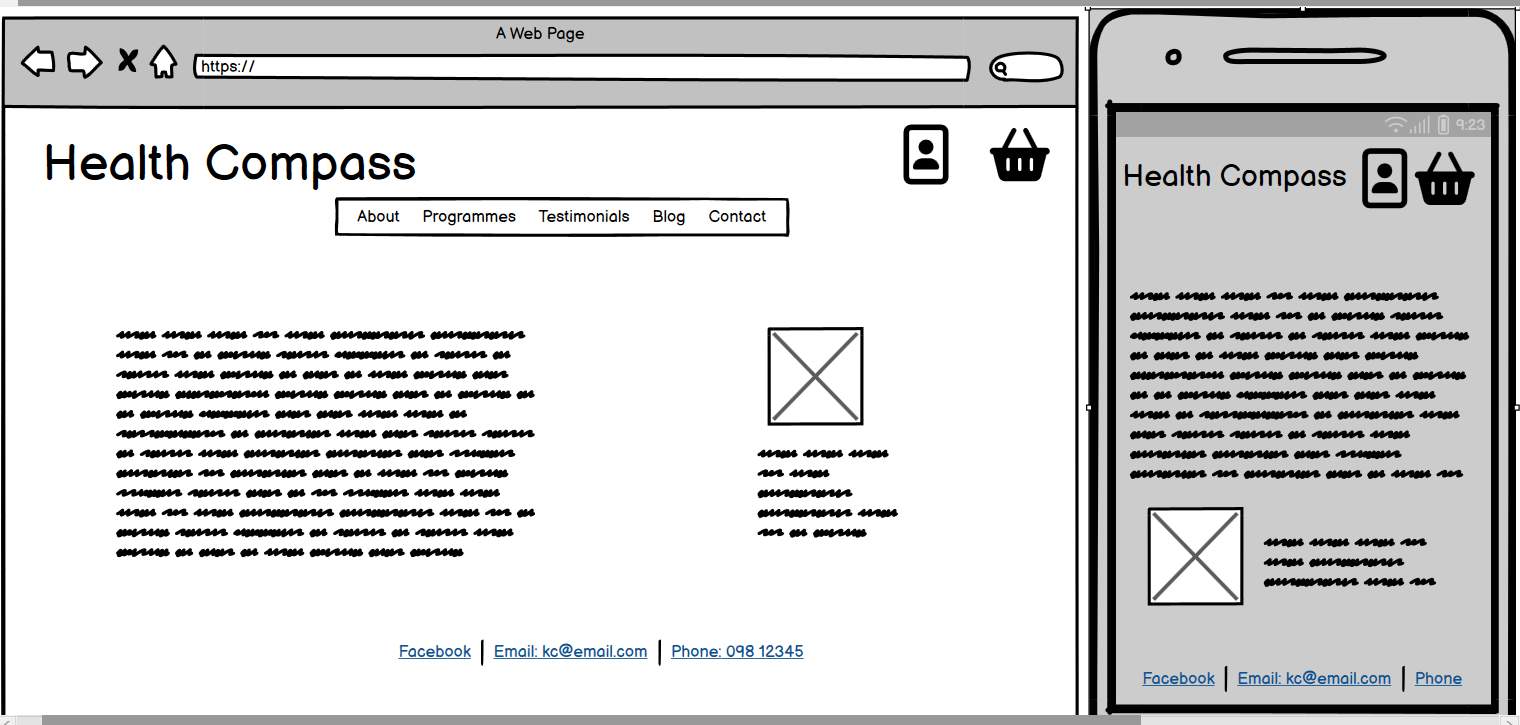 A Web Page
https://
Health Compass
About Programmes Testimonials Blog Contact
Facebook Email: kc@email.com Phone: 098 12345
9:23
Health Compass
Facebook Email: kc@email.com Phone